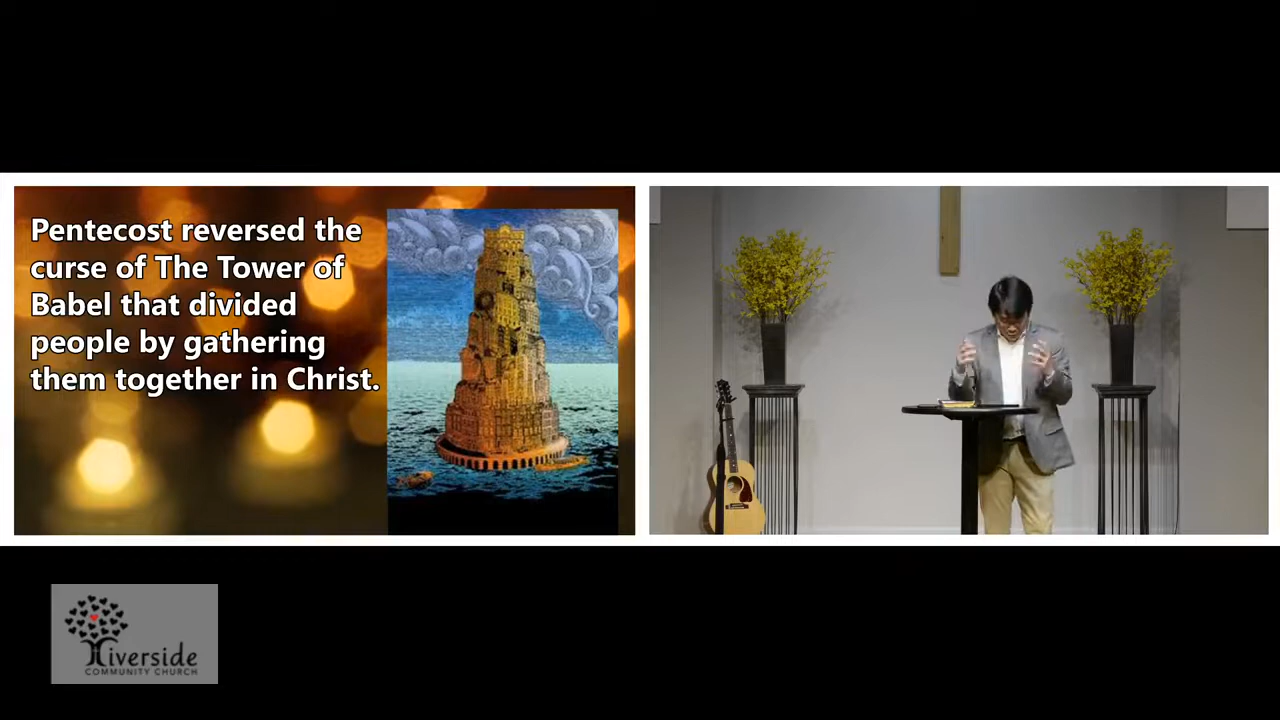 Pentecost reversed the
curse of The Tower of
Babel that divided
people by gathering
them together in Christ.
Riverside
COMMUNITY CHURCH